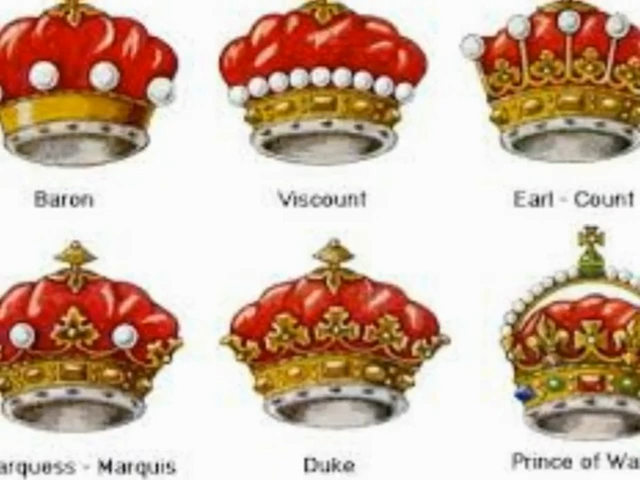 Baron
Viscount
Earl - Count
arquess - Marquis
Duke
Prince of Wa